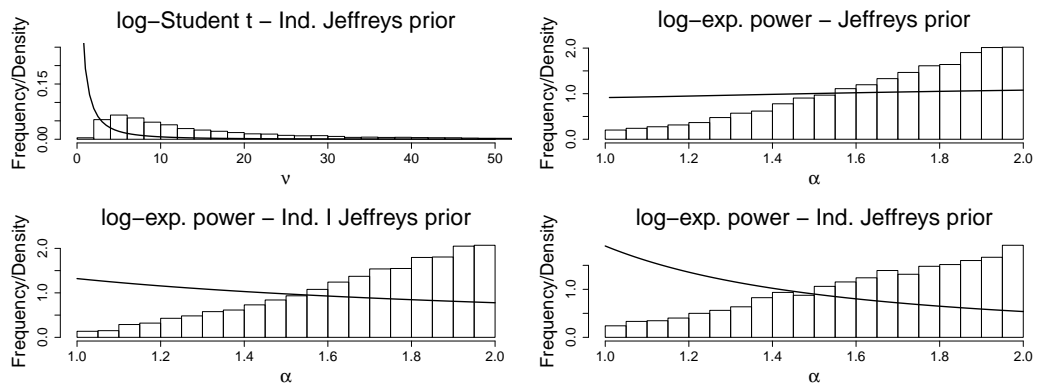 log−Student t − Ind. Jeffreys prior
Frequency/Density
0.00 0.15
0 10 20 30 40 50
ν
log−exp. power − Jeffreys prior
Frequency/Density
0.0 1.0 2.0
1.0 1.2 1.4 1.6 1.8 2.0
α
log−exp. power − Ind. I Jeffreys prior
Frequency/Density
0.0 1.0 2.0
1.0 1.2 1.4 1.6 1.8 2.0
α
log−exp. power − Ind. Jeffreys prior
Frequency/Density
0.0 1.0
1.0 1.2 1.4 1.6 1.8 2.0
α